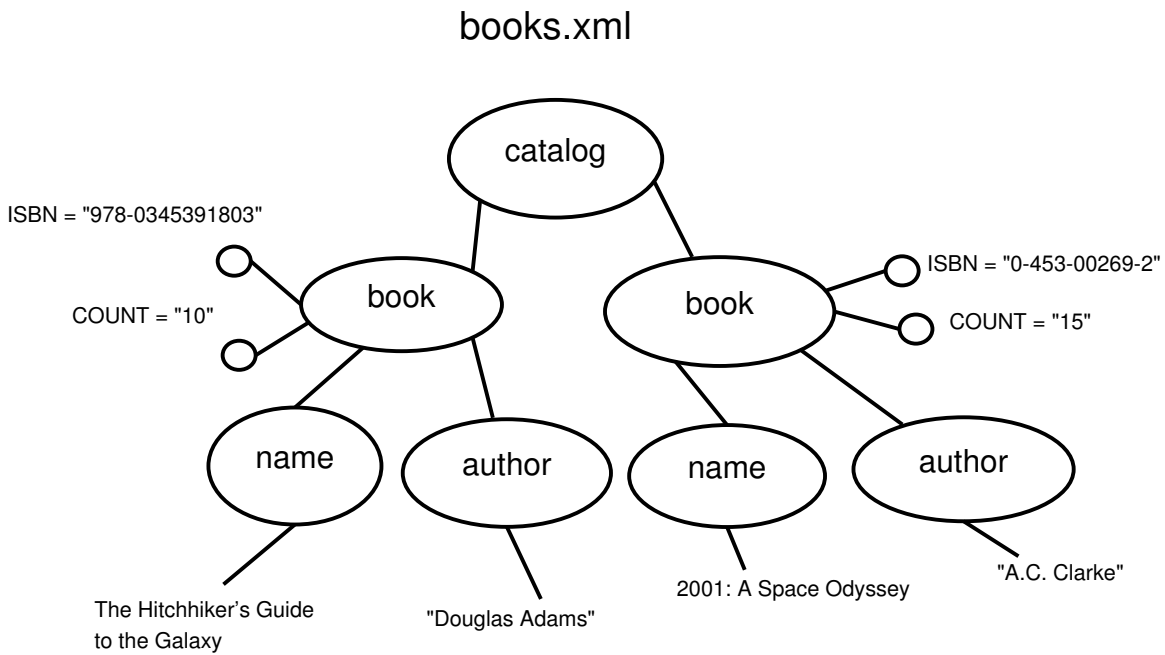 books.xml
catalog
ISBN = "978-0345391803"
COUNT = "10"
book
book
ISBN = "0-453-00269-2"
COUNT = "15"
name
author
name
author
The Hitchhiker's Guide
to the Galaxy
"Douglas Adams"
2001: A Space Odyssey
"A.C. Clarke"